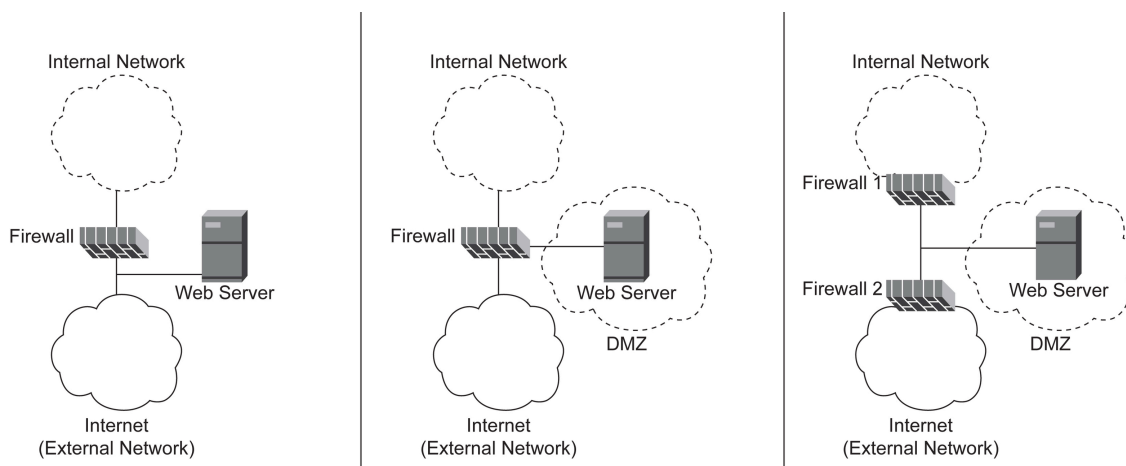 Internal Network
Firewall
Web Server
Internet
(External Network)
Internal Network
Firewall
Web Server
DMZ
Internet
(External Network)
Internal Network
Firewall 1
Firewall 2
Web Server
DMZ
Internet
(External Network)